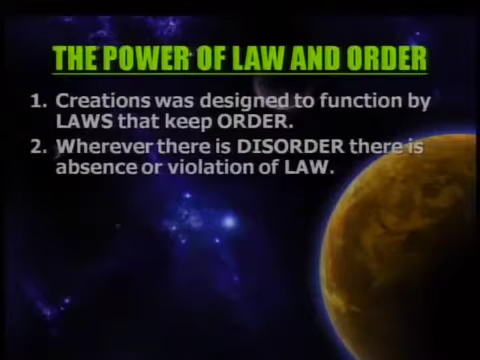 THE POWER OF LAW AND ORDER
1. Creations was designed to function by
LAWS that keep ORDER.
2. Wherever there is DISORDER there is
absence or violation of LAW.